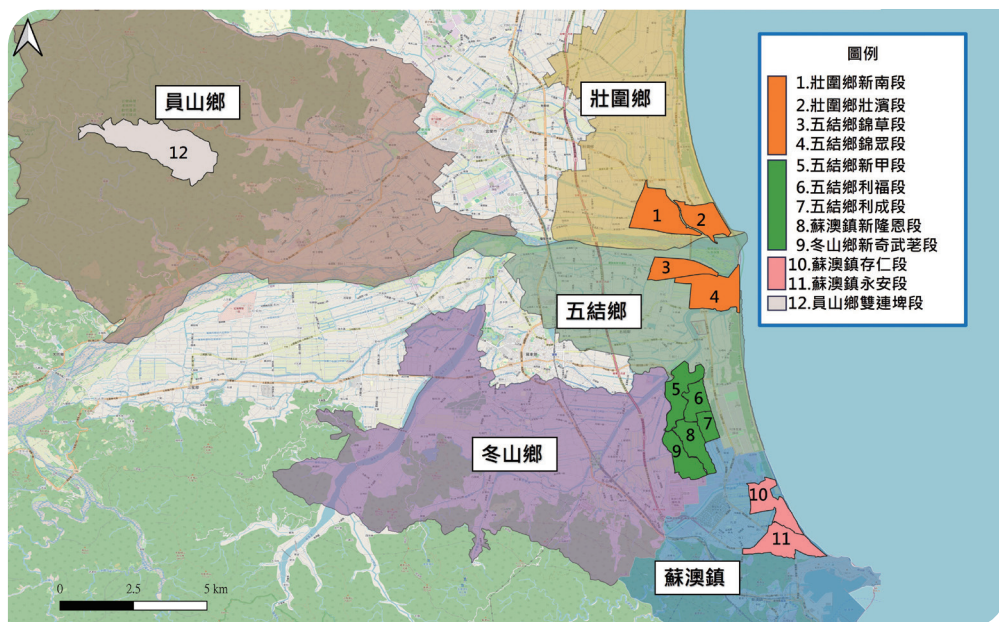 圖例
1.壯圍鄉新南段
2.壯圍鄉壯濱段
3.五結鄉錦草段
4.五結鄉錦眾段
5.五結鄉新甲段
6.五結鄉利福段
7.五結鄉利成段
8.蘇澳鎮新隆恩段
9.冬山鄉新奇武荖段
10.蘇澳鎮存仁段
11.蘇澳鎮永安段
12.員山鄉雙連埤段
員山鄉
壯圍鄉
12
1
2
3
4
五結鄉
5
6
7
8
9
冬山鄉
10
11
蘇澳鎮
0 2.5 5 km